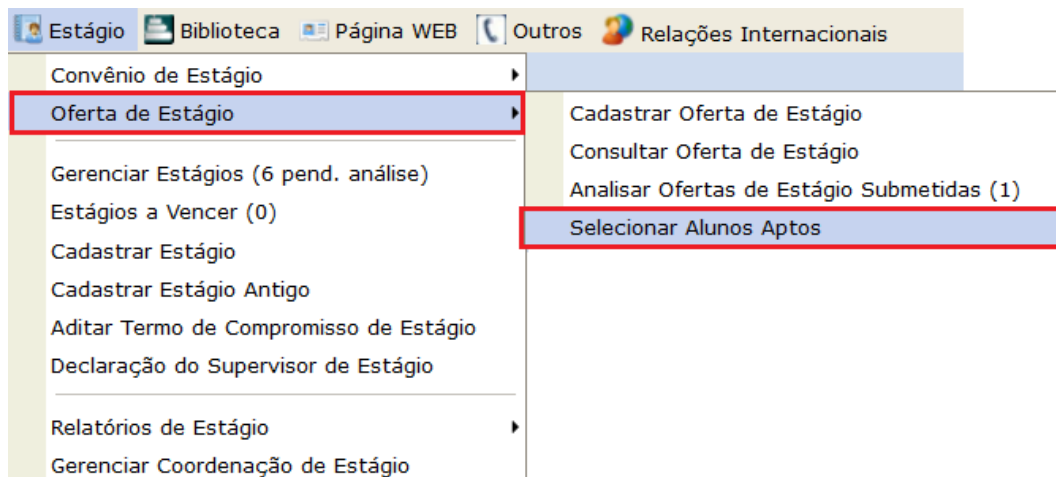 Estágio Biblioteca Página WEB Outros Relações Internacionais
Convênio de Estágio
Oferta de Estágio
Gerenciar Estágios (6 pend. análise)
Estágios a Vencer (0)
Cadastrar Estágio
Cadastrar Estágio Antigo
Aditar Termo de Compromisso de Estágio
Declaração do Supervisor de Estágio
Relatórios de Estágio
Gerenciar Coordenação de Estágio
Cadastrar Oferta de Estágio
Consultar Oferta de Estágio
Analisar Ofertas de Estágio Submetidas (1)
Selecionar Alunos Aptos